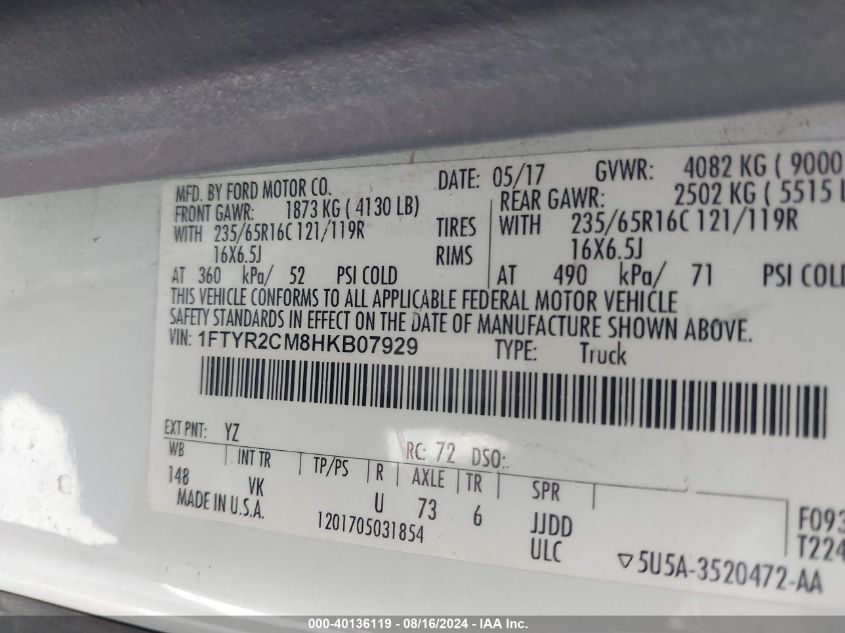 MFD. BY FORD MOTOR CO. DATE: 05/17 GVWR: 4082 KG ( 9000
FRONT GAWR: 1873 KG ( 4130 LB) REAR GAWR: 2502 KG ( 5515 L
WITH 235/65R16C 121/119R TIRES WITH 235/65R16C 121/119R
16X6.5J RIMS 16X6.5J
AT 360 kPa/ 52 PSI COLD AT 490 kPa/ 71 PSI COLD
THIS VEHICLE CONFORMS TO ALL APPLICABLE FEDERAL MOTOR VEHICLE
SAFETY STANDARDS IN EFFECT ON THE DATE OF MANUFACTURE SHOWN ABOVE.
VIN: 1FTYR2CM8HKB07929 TYPE: Truck
EXT PNT: YZ RC: 72 DSO:
WB INT TR TP/PS R AXLE TR SPR
148 VK U 73 6 JJDD F093
MADE IN U.S.A. 1201705031854 ULC T224
▽5U5A-3520472-AA
000-40136119 - 08/16/2024 - IAA Inc.